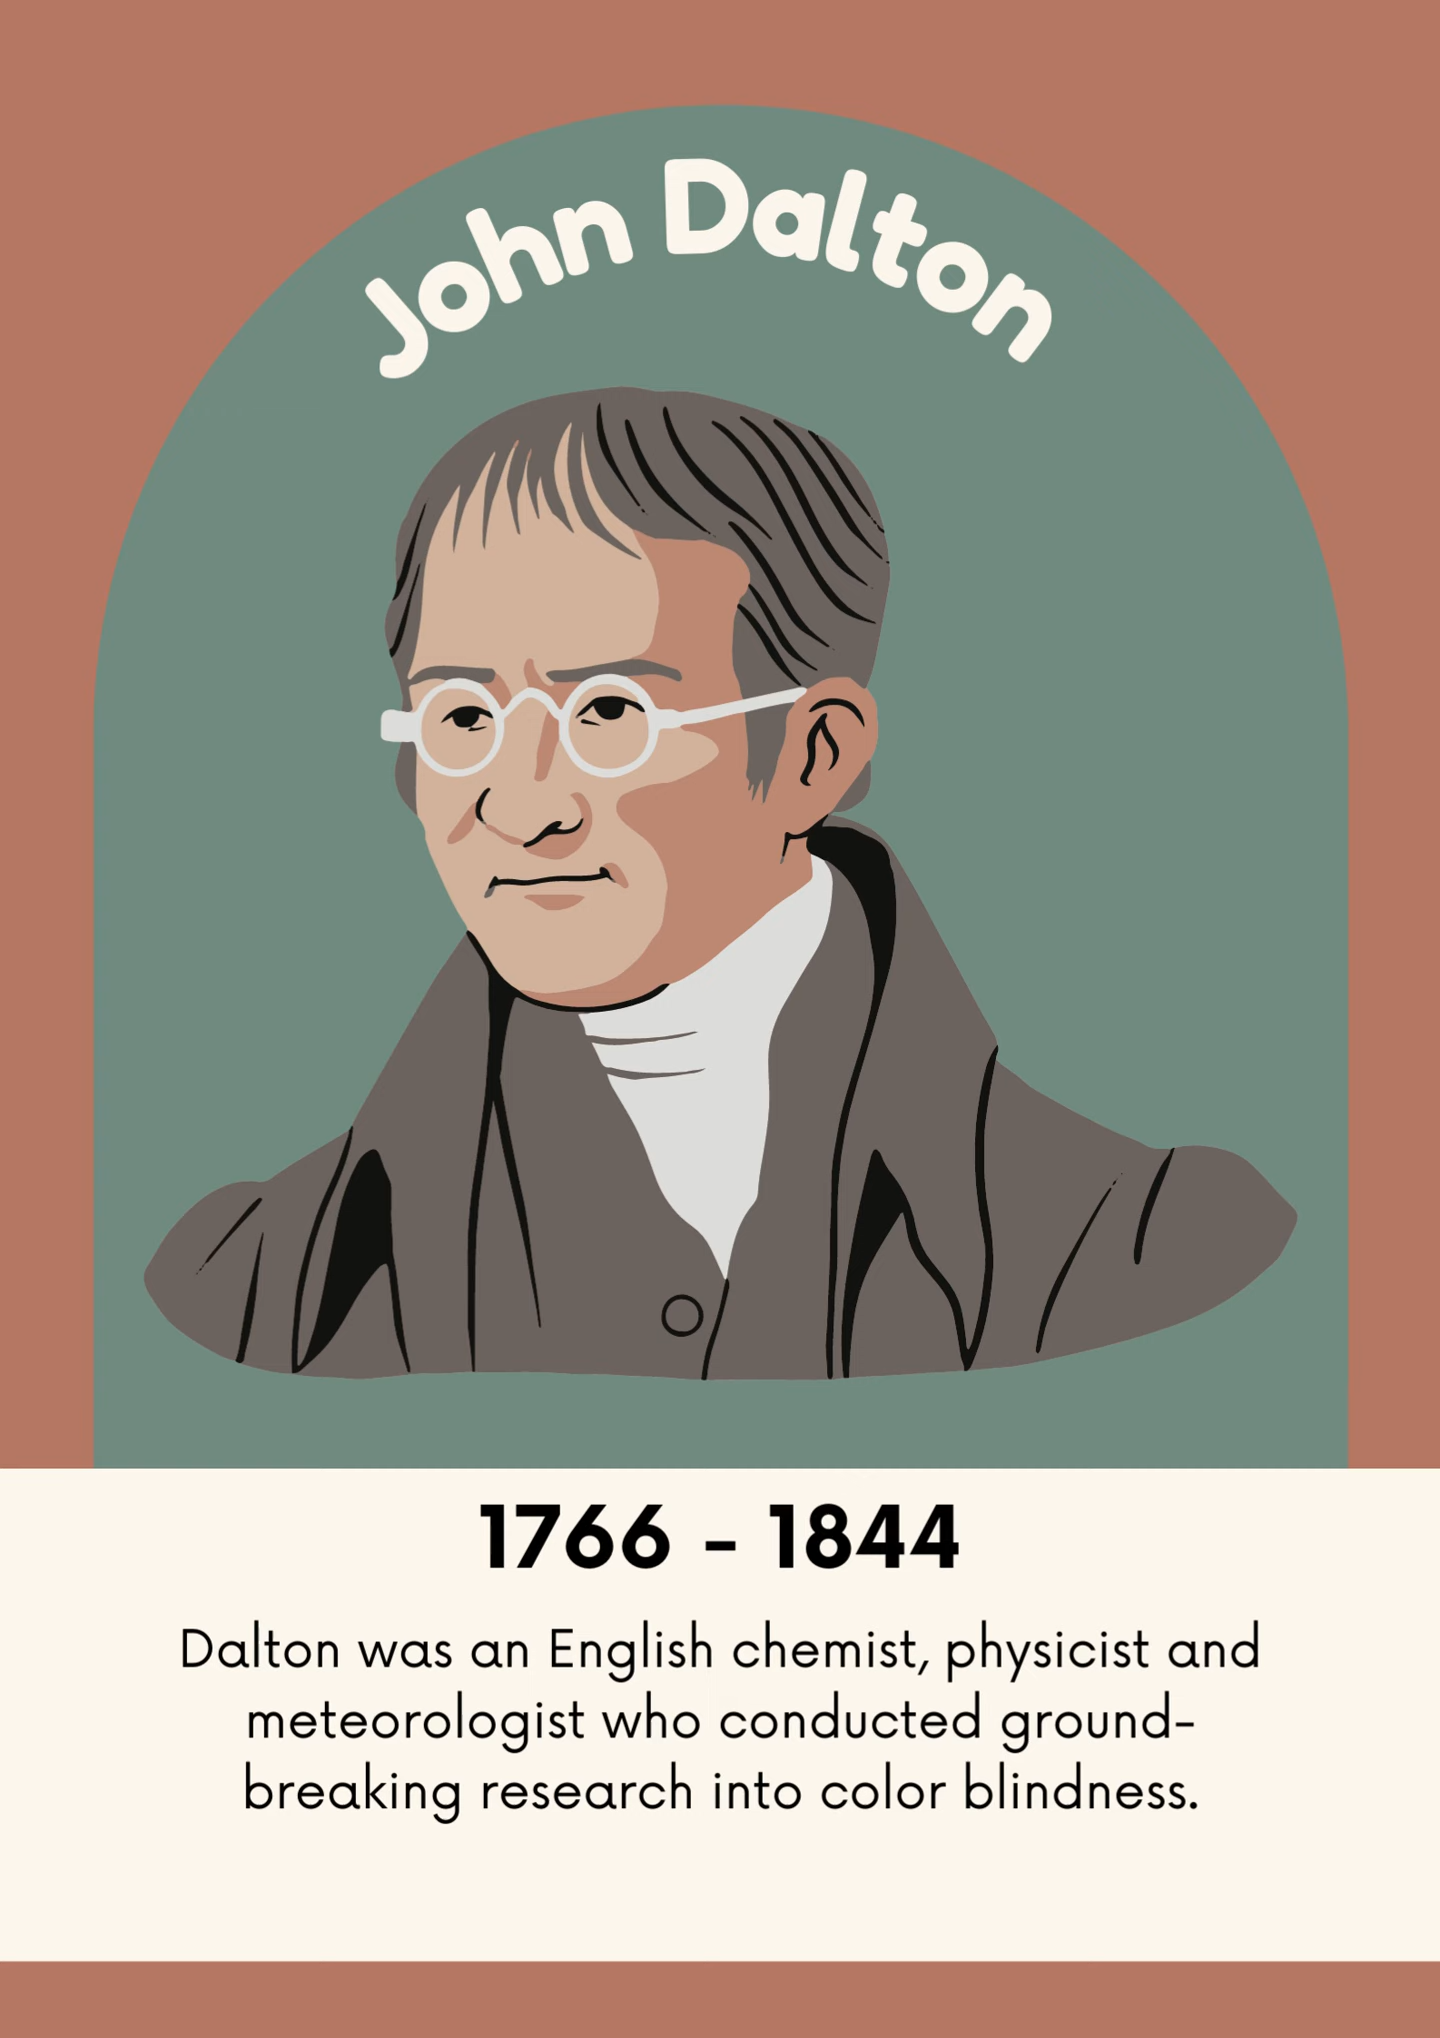 John Dalton
1766 – 1844
Dalton was an English chemist, physicist and
meteorologist who conducted ground-
breaking research into color blindness.